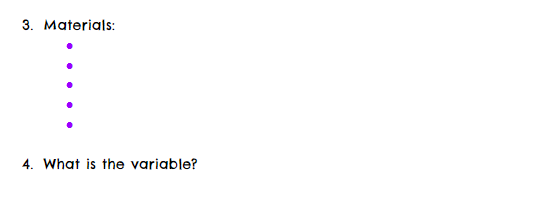 3. Materials:
•
•
•
•
•
4. What is the variable?